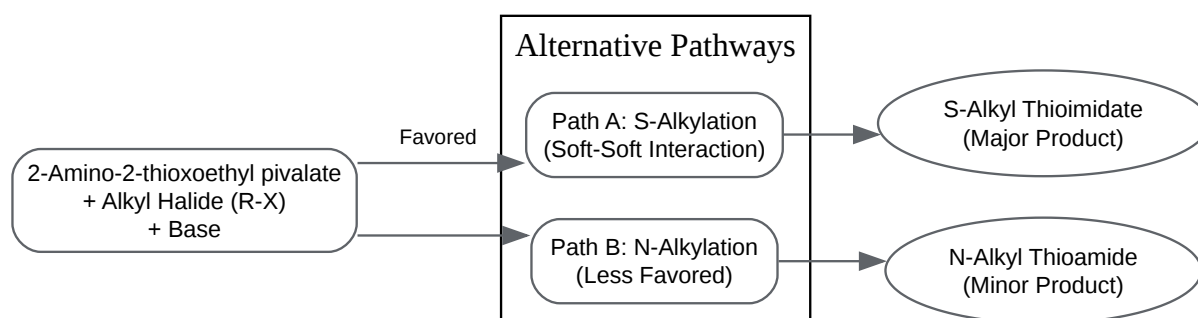 Alternative Pathways
2-Amino-2-thioxoethyl pivalate
+ Alkyl Halide (R-X)
+ Base
Favored
Path A: S-Alkylation
(Soft-Soft Interaction)
S-Alkyl Thioimidate
(Major Product)
Path B: N-Alkylation
(Less Favored)
N-Alkyl Thioamide
(Minor Product)